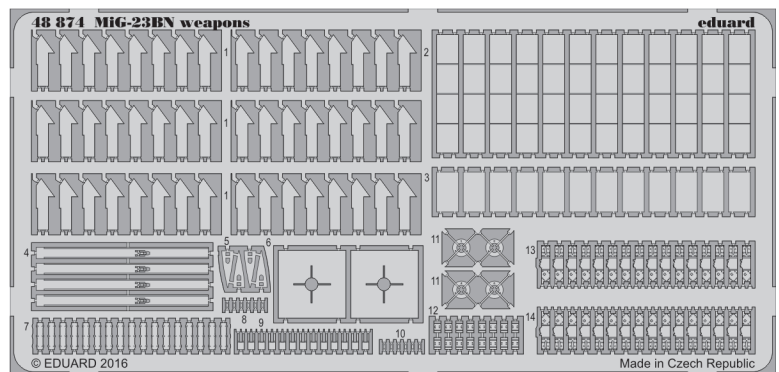 48 874 MiG-23BN weapons eduard
1 2
1
1 3
4 5 6 11 13
8 11
7 9 10 12 14
© EDUARD 2016 Made in Czech Republic